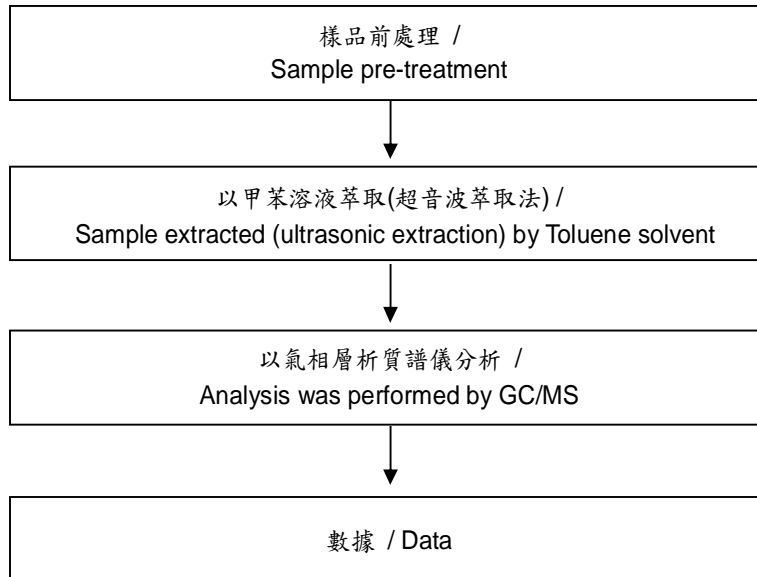 樣品前處理 /
Sample pre-treatment
以甲苯溶液萃取(超音波萃取法) /
Sample extracted (ultrasonic extraction) by Toluene solvent
以氣相層析質譜儀分析 /
Analysis was performed by GC/MS
數據 / Data